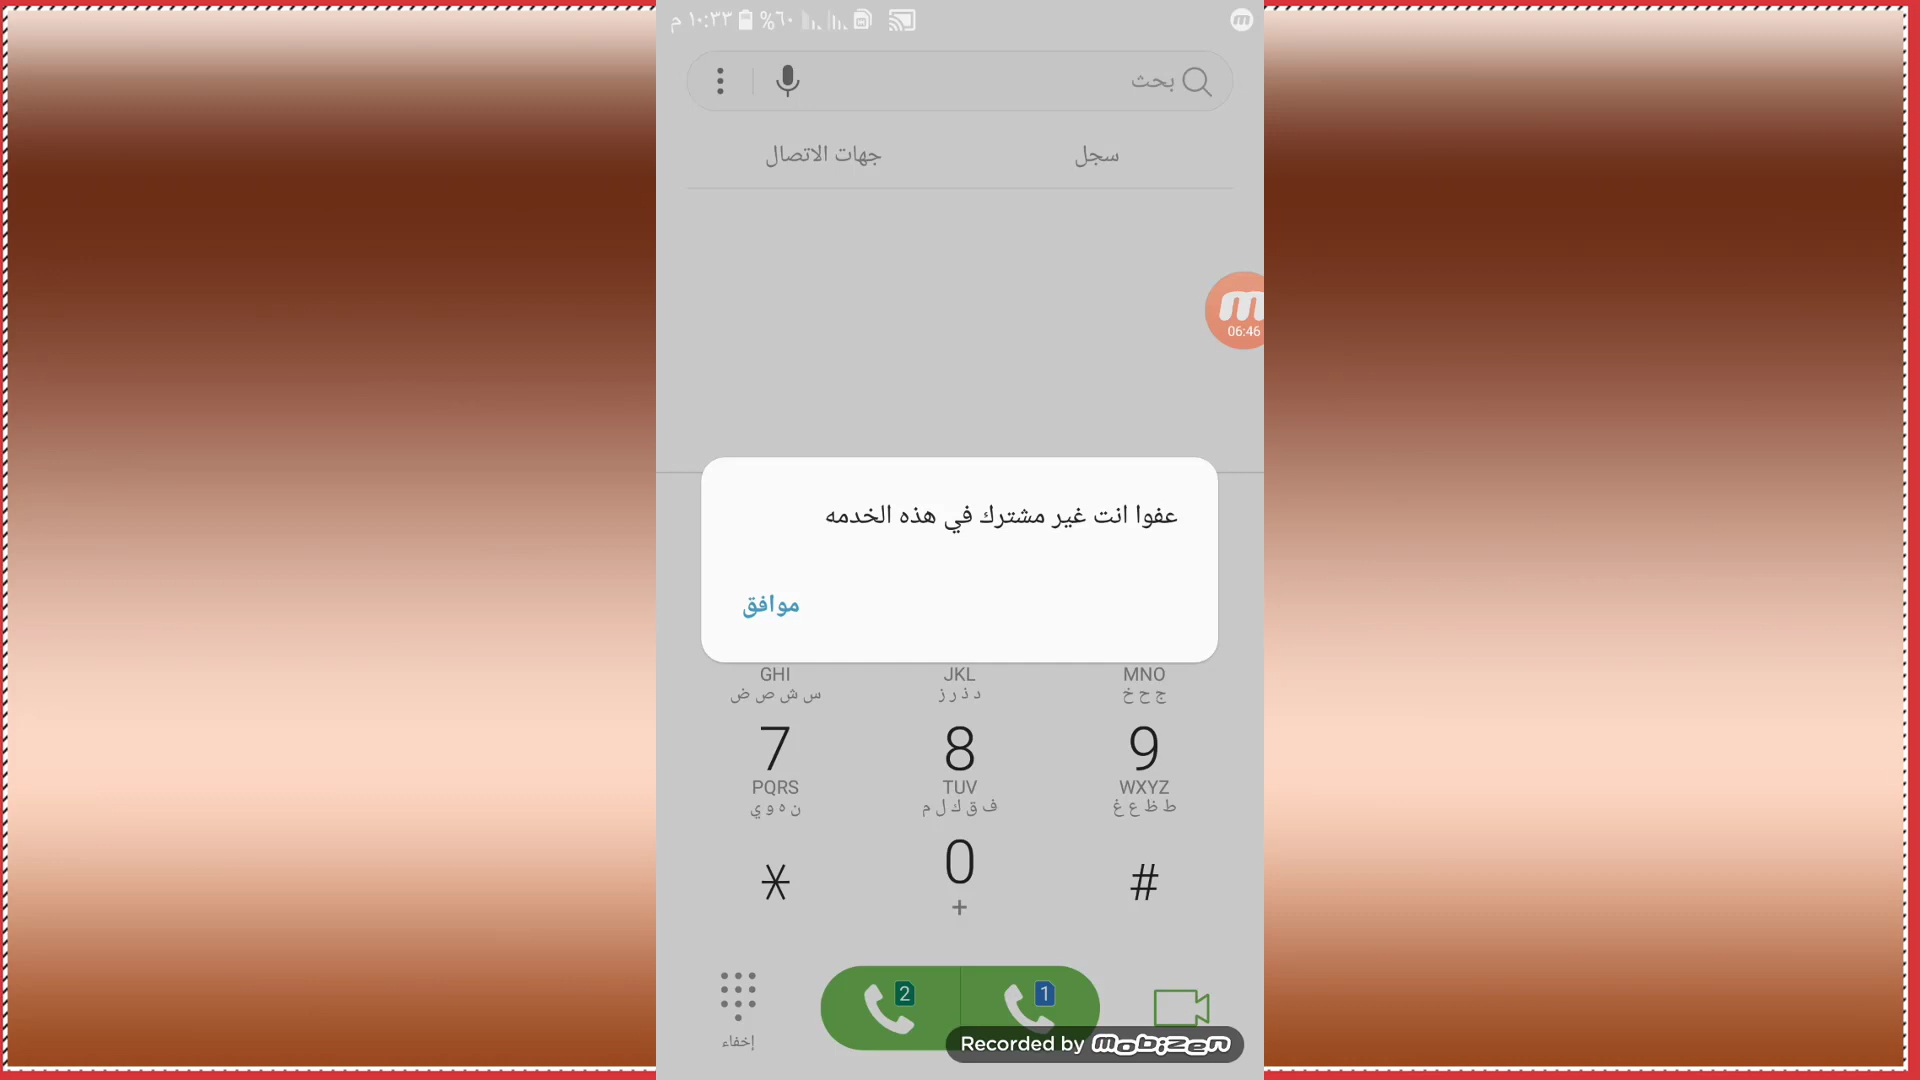 ١٠:٣٣ م %٦٠
بحث
سجل
جهات الاتصال
06:46
عفوا انت غير مشترك في هذه الخدمه
موافق
GHI JKL MNO
س ش ص ض د ذ ر ز ج ح خ
7 8 9
PQRS TUV WXYZ
ن ه و ي ف ق ك ل م ط ظ ع غ
* 0 #
+
2 1
إخفاء
Recorded by mobizen